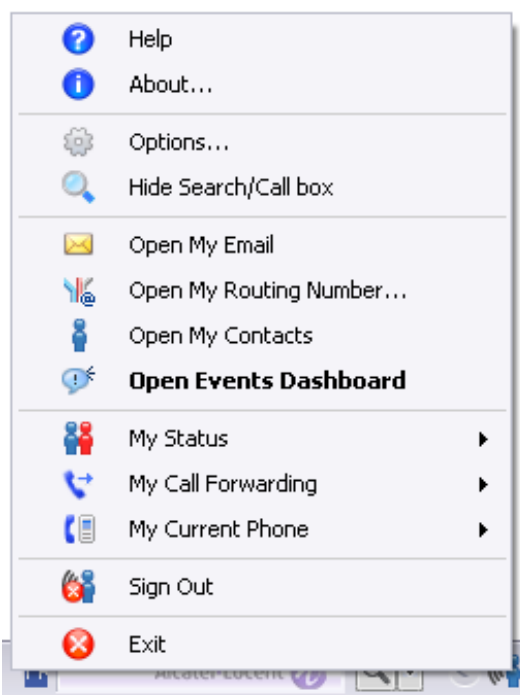 Help
About...
Options...
Hide Search/Call box
Open My Email
Open My Routing Number...
Open My Contacts
Open Events Dashboard
My Status
My Call Forwarding
My Current Phone
Sign Out
Exit
Alcatel-Lucent